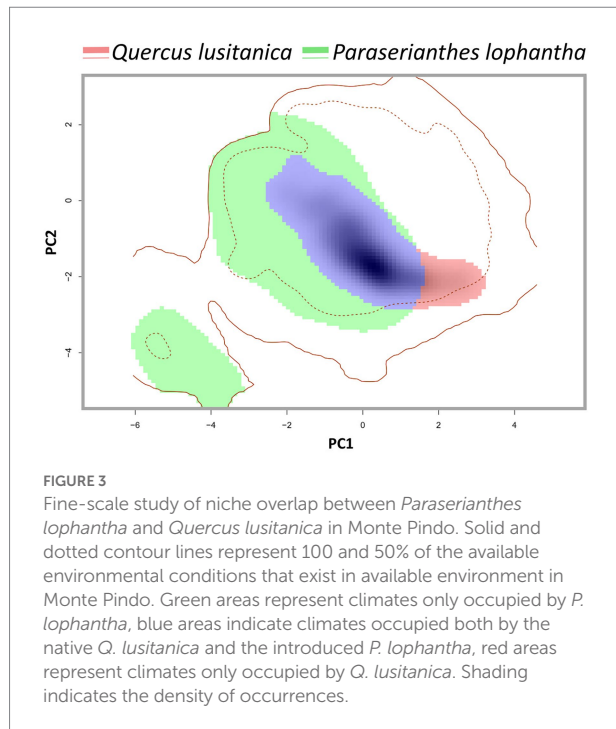 Quercus lusitanica Paraserianthes lophantha
2
0
-2
-4
PC2
-6 -4 -2 0 2 4
PC1
FIGURE 3
Fine-scale study of niche overlap between Paraserianthes
lophantha and Quercus lusitanica in Monte Pindo. Solid and
dotted contour lines represent 100 and 50% of the available
environmental conditions that exist in available environment in
Monte Pindo. Green areas represent climates only occupied by P.
lophantha, blue areas indicate climates occupied both by the
native Q. lusitanica and the introduced P. lophantha, red areas
represent climates only occupied by Q. lusitanica. Shading
indicates the density of occurrences.